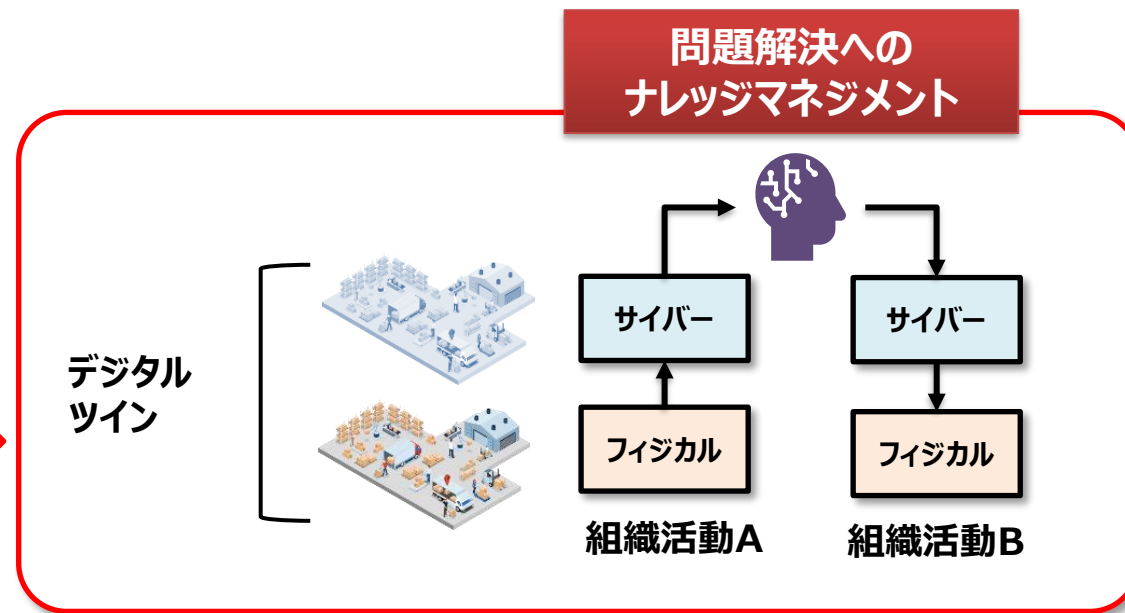 問題解決への
ナレッジマネジメント
デジタル
ツイン
サイバー
サイバー
フィジカル
フィジカル
組織活動A
組織活動B